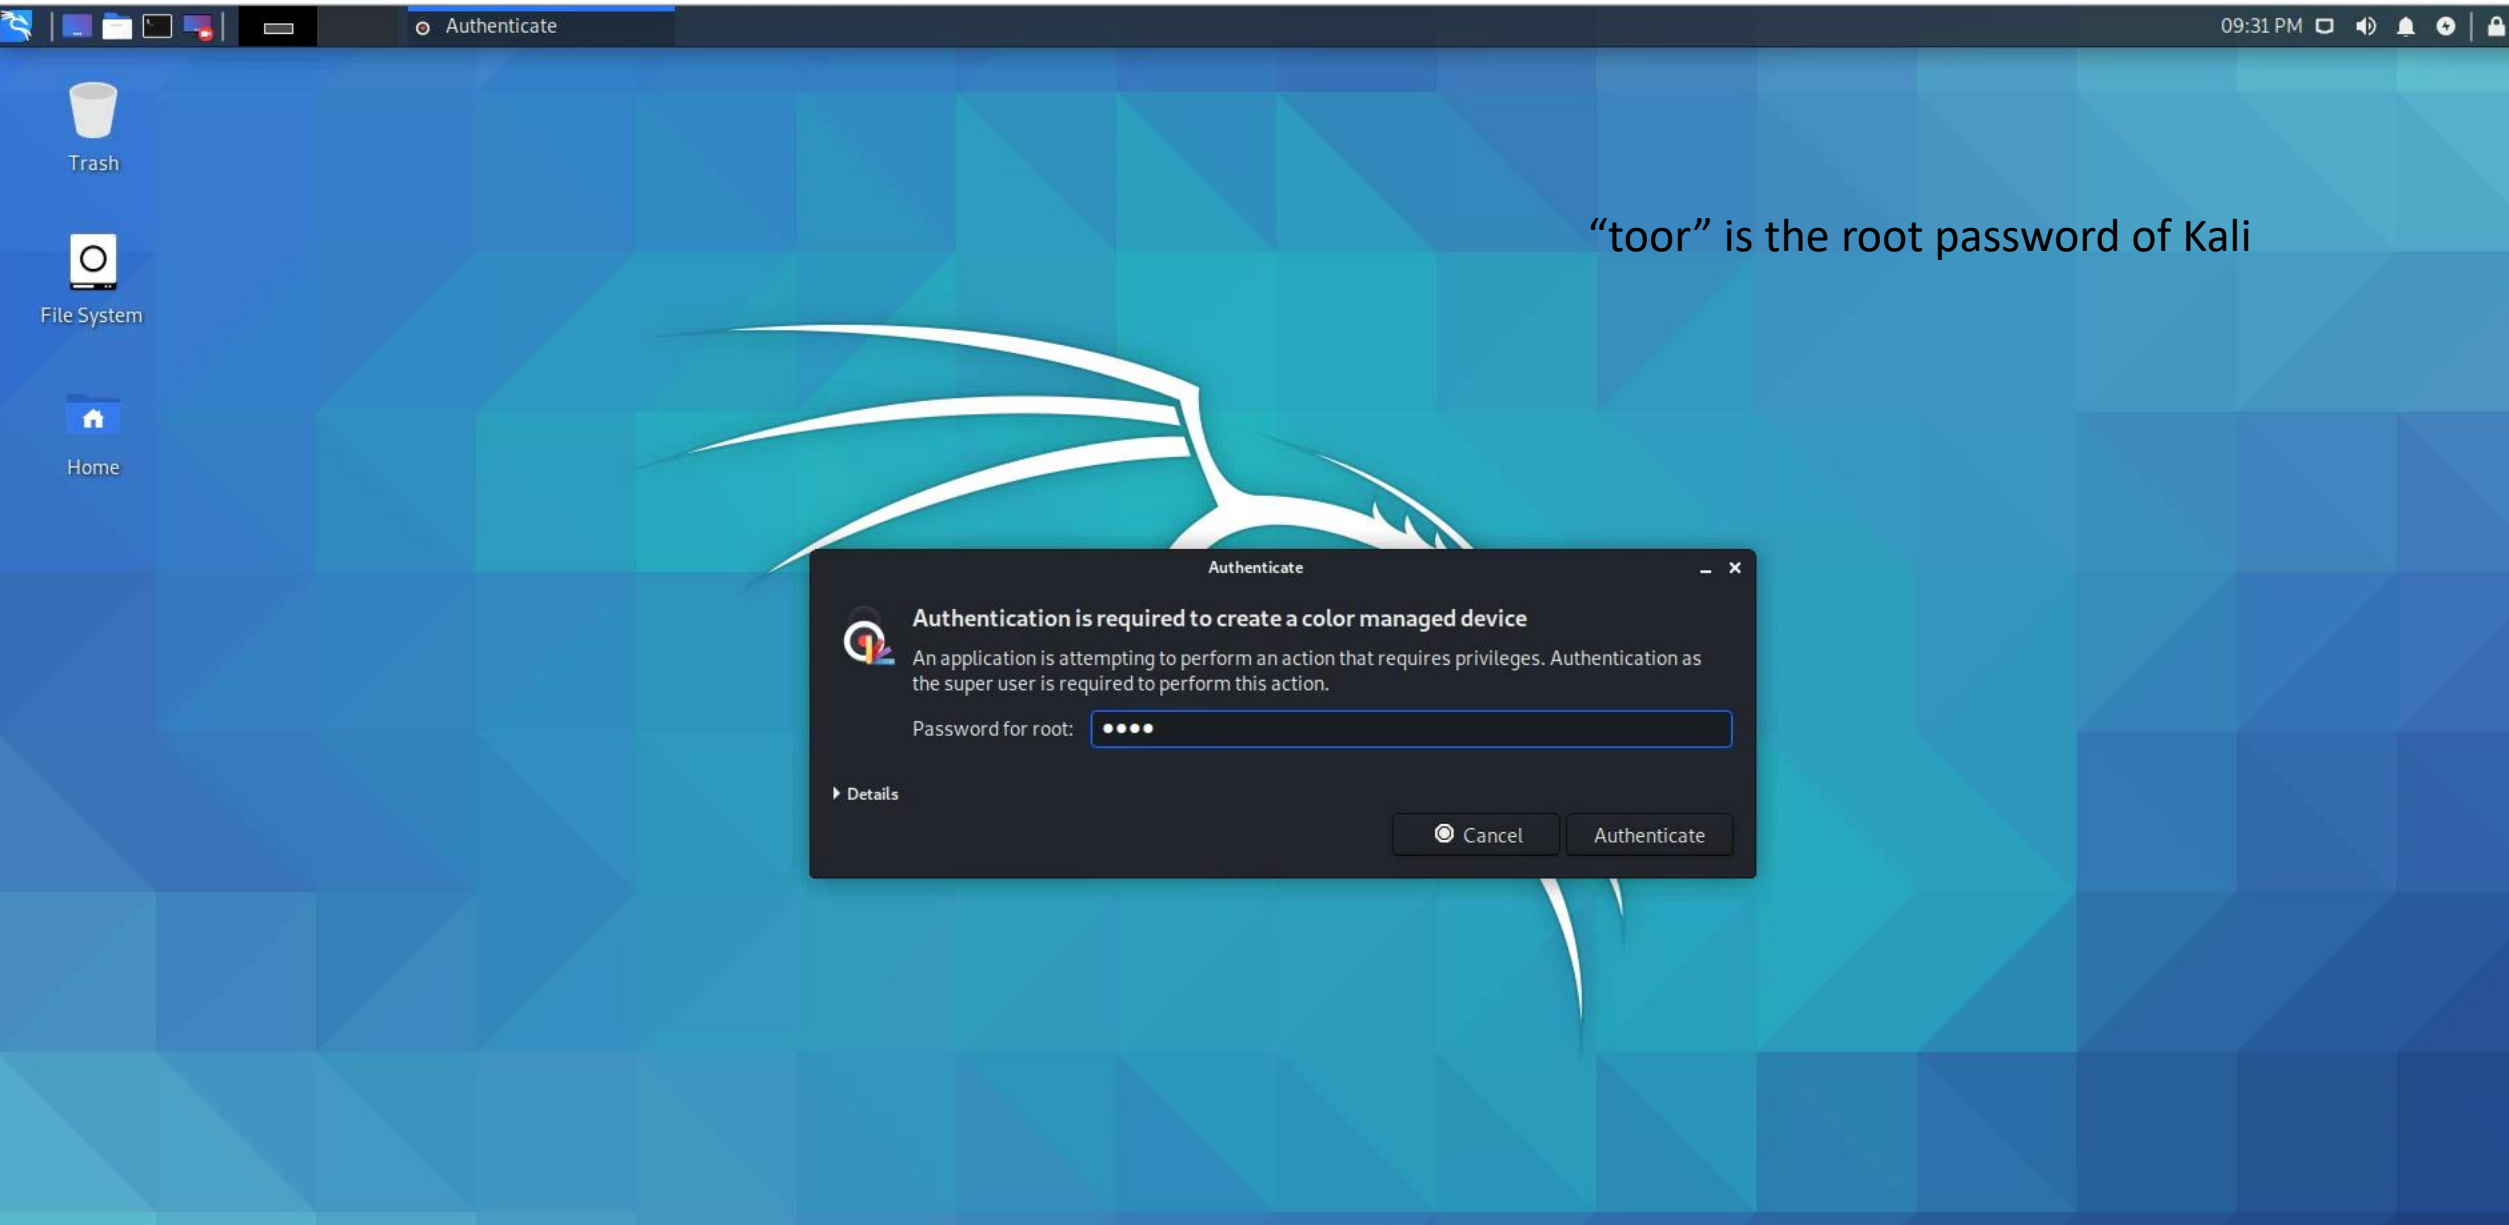 Authenticate
09:31 PM
Trash
“toor” is the root password of Kali
File System
Home
Authenticate
Authentication is required to create a color managed device
An application is attempting to perform an action that requires privileges. Authentication as
the super user is required to perform this action.
Password for root: ••••
Details
Cancel
Authenticate